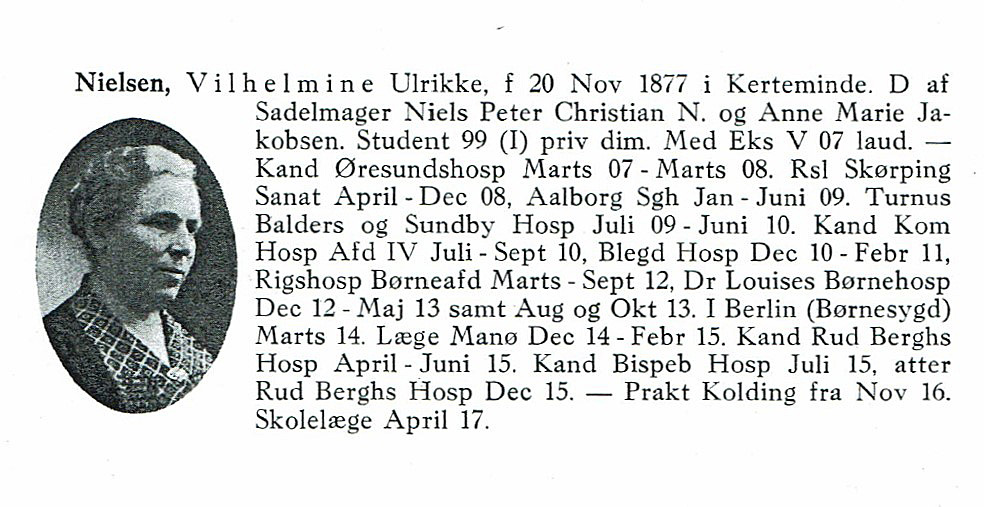 Nielsen, Vilhelmine Ulrikke, f 20 Nov 1877 i Kerteminde. D af
Sadelmager Niels Peter Christian N. og Anne Marie Ja-
kobsen. Student 99 (I) priv dim. Med Eks V 07 laud. —
Kand Øresundshosp Marts 07 - Marts 08. Rsl Skørping
Sanat April - Dec 08, Aalborg Sgh Jan - Juni 09. Turnus
Balders og Sundby Hosp Juli 09 - Juni 10. Kand Kom
Hosp Afd IV Juli - Sept 10, Blegd Hosp Dec 10 - Febr 11,
Rigshosp Børneafd Marts - Sept 12, Dr Louises Børnehosp
Dec 12 - Maj 13 samt Aug og Okt 13. I Berlin (Børnesygd)
Marts 14. Læge Manø Dec 14 - Febr 15. Kand Rud Berghs
Hosp April - Juni 15. Kand Bispeb Hosp Juli 15, atter
Rud Berghs Hosp Dec 15. — Prakt Kolding fra Nov 16.
Skolelæge April 17.